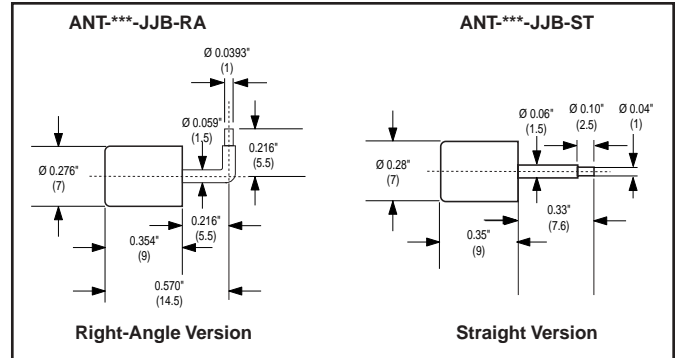 ANT-***-JJB-RA
ANT-***-JJB-ST
Ø 0.0393"
(1)
Ø 0.059"
(1.5)
0.216"
(5.5)
Ø 0.276"
(7)
0.216"
(5.5)
0.354"
(9)
0.570"
(14.5)
Right-Angle Version
Ø 0.06"
(1.5)
Ø 0.10"
(2.5)
Ø 0.04"
(1)
Ø 0.28"
(7)
0.33"
(7.6)
0.35"
(9)
Straight Version